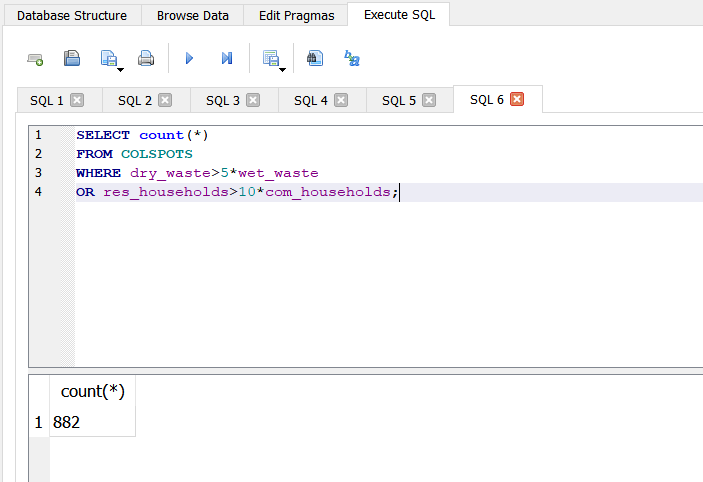 Database Structure Browse Data Edit Pragmas Execute SQL
SQL 1 SQL 2 SQL 3 SQL 4 SQL 5 SQL 6
1 SELECT count(*)
2 FROM COLSPOTS
3 WHERE dry_waste>5*wet_waste
4 OR res_households>10*com_households;
count(*)
1 882